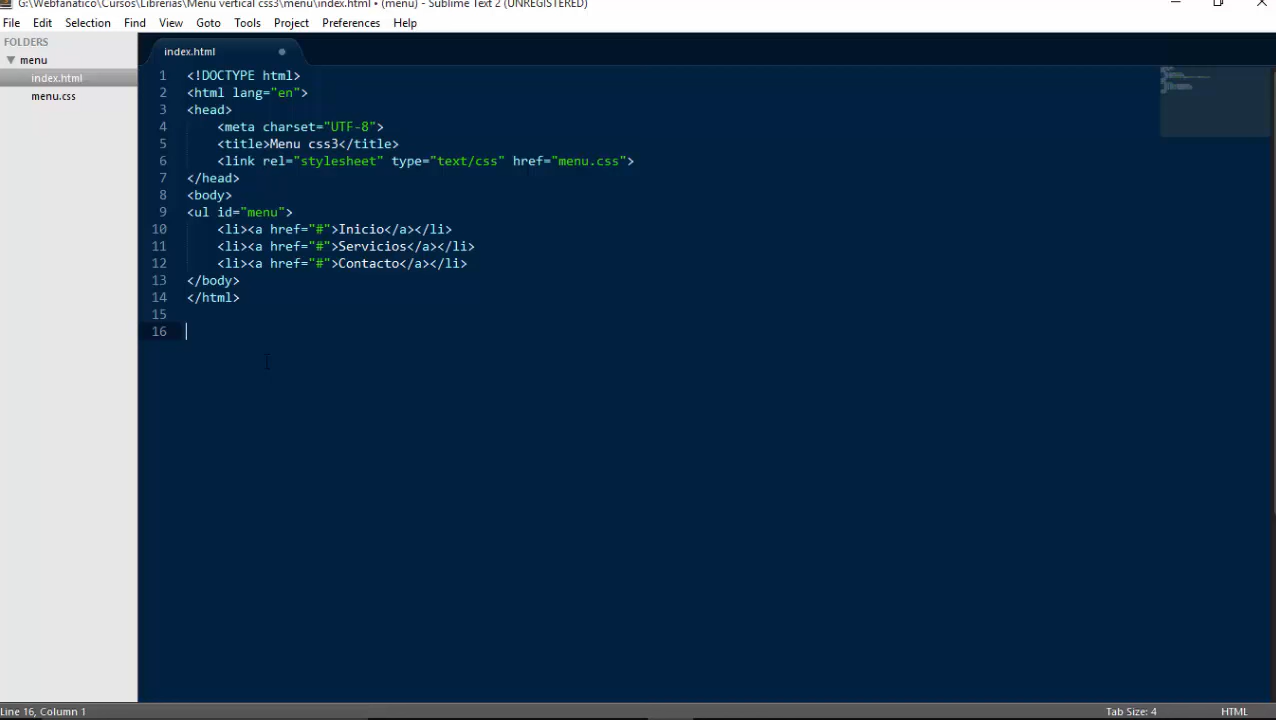 G:\Webfanatico\Cursos\Librerias\Menu vertical css3\menu\index.html • (menu) - Sublime Text 2 (UNREGISTERED)
File Edit Selection Find View Goto Tools Project Preferences Help
FOLDERS
menu
index.html
menu.css
index.html
1 <!DOCTYPE html>
2 <html lang="en">
3 <head>
4 <meta charset="UTF-8">
5 <title>Menu css3</title>
6 <link rel="stylesheet" type="text/css" href="menu.css">
7 </head>
8 <body>
9 <ul id="menu">
10 <li><a href="#">Inicio</a></li>
11 <li><a href="#">Servicios</a></li>
12 <li><a href="#">Contacto</a></li>
13 </body>
14 </html>
15
16
Line 16, Column 1 Tab Size: 4 HTML